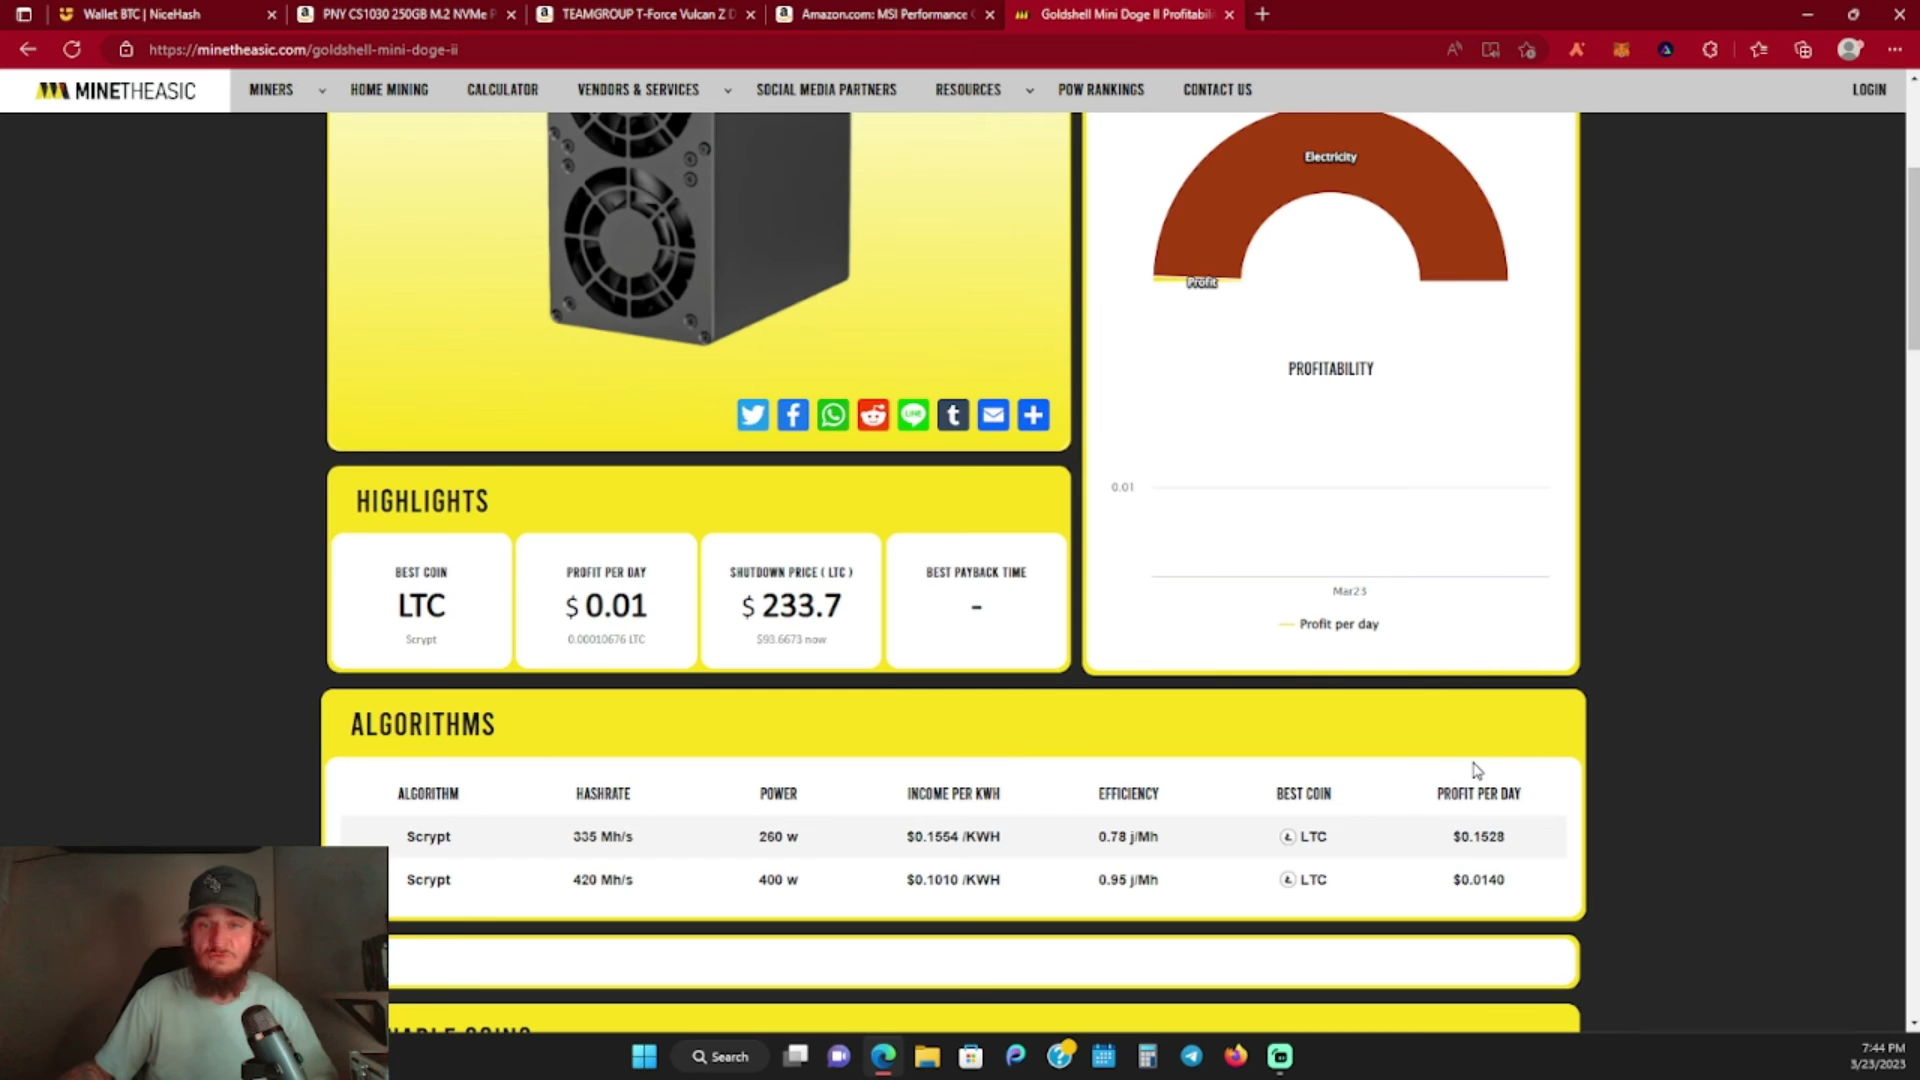 Wallet BTC | NiceHash
PNY CS1030 250GB M.2 NVMe P
TEAMGROUP T-Force Vulcan Z D
Amazon.com: MSI Performance G
Goldshell Mini Doge II Profitabil
https://minetheasic.com/goldshell-mini-doge-ii
MINETHEASIC
MINERS
HOME MINING
CALCULATOR
VENDORS & SERVICES
SOCIAL MEDIA PARTNERS
RESOURCES
POW RANKINGS
CONTACT US
LOGIN
Electricity
Profit
PROFITABILITY
0.01
Mar23
Profit per day
HIGHLIGHTS
BEST COIN
LTC
Scrypt
PROFIT PER DAY
$ 0.01
0.00010676 LTC
SHUTDOWN PRICE ( LTC )
$ 233.7
$93.6673 now
BEST PAYBACK TIME
-
ALGORITHMS
ALGORITHM HASHRATE POWER INCOME PER KWH EFFICIENCY BEST COIN PROFIT PER DAY
Scrypt 335 Mh/s 260 w $0.1554 /KWH 0.78 j/Mh LTC $0.1528
Scrypt 420 Mh/s 400 w $0.1010 /KWH 0.95 j/Mh LTC $0.0140
Search
7:44 PM
3/23/2023